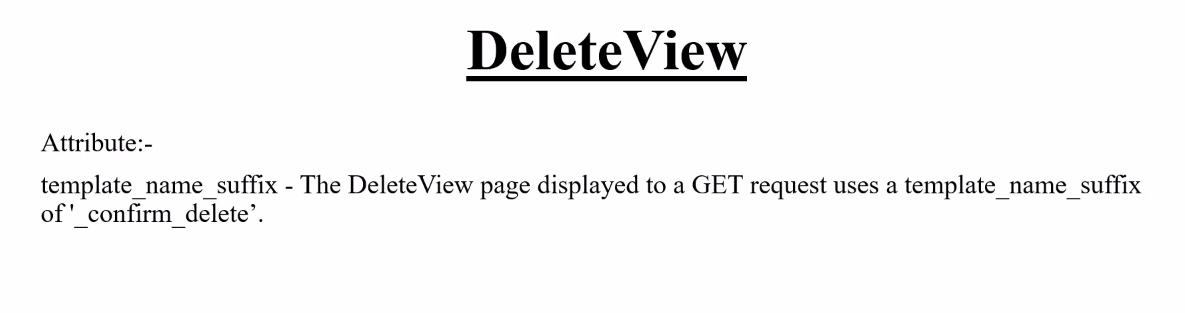 DeleteView
Attribute:-
template_name_suffix - The DeleteView page displayed to a GET request uses a template_name_suffix
of '_confirm_delete’.